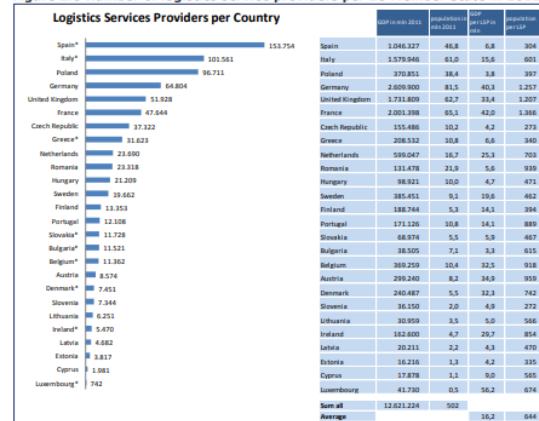 Logistics Services Providers per Country
Spain* 153.754
Italy* 101.561
Poland 96.711
Germany 64.804
United Kingdom 51.928
France 47.644
Czech Republic 37.322
Greece* 31.623
Netherlands 23.690
Romania 23.318
Hungary 21.209
Sweden 19.662
Finland 13.353
Portugal 12.108
Slovakia* 11.728
Bulgaria* 11.521
Belgium* 11.362
Austria 8.574
Denmark* 7.451
Slovenia 7.344
Lithuania 6.251
Ireland* 5.470
Latvia 4.682
Estonia 3.817
Cyprus 1.981
Luxembourg* 742
GDP in mln 2011 population in mln 2011 GDP per LSP in mln population per LSP
Spain 1.046.327 46,8 6,8 304
Italy 1.579.946 61,0 15,6 601
Poland 370.851 38,4 3,8 397
Germany 2.609.900 81,5 40,3 1.257
United Kingdom 1.731.809 62,7 33,4 1.207
France 2.001.398 65,1 42,0 1.366
Czech Republic 155.486 10,2 4,2 273
Greece 208.532 10,8 6,6 340
Netherlands 599.047 16,7 25,3 703
Romania 131.478 21,9 5,6 939
Hungary 98.921 10,0 4,7 471
Sweden 385.451 9,1 19,6 462
Finland 188.744 5,3 14,1 394
Portugal 171.126 10,8 14,1 889
Slovakia 68.974 5,5 5,9 467
Bulgaria 38.505 7,1 3,3 615
Belgium 369.259 10,4 32,5 918
Austria 299.240 8,2 34,9 959
Denmark 240.487 5,5 32,3 742
Slovenia 36.150 2,0 4,9 272
Lithuania 30.959 3,5 5,0 566
Ireland 162.600 4,7 29,7 854
Latvia 20.211 2,2 4,3 470
Estonia 16.216 1,3 4,2 335
Cyprus 17.878 1,1 9,0 565
Luxembourg 41.730 0,5 56,2 674
Sum all 12.621.224 502
Average 16,2 644